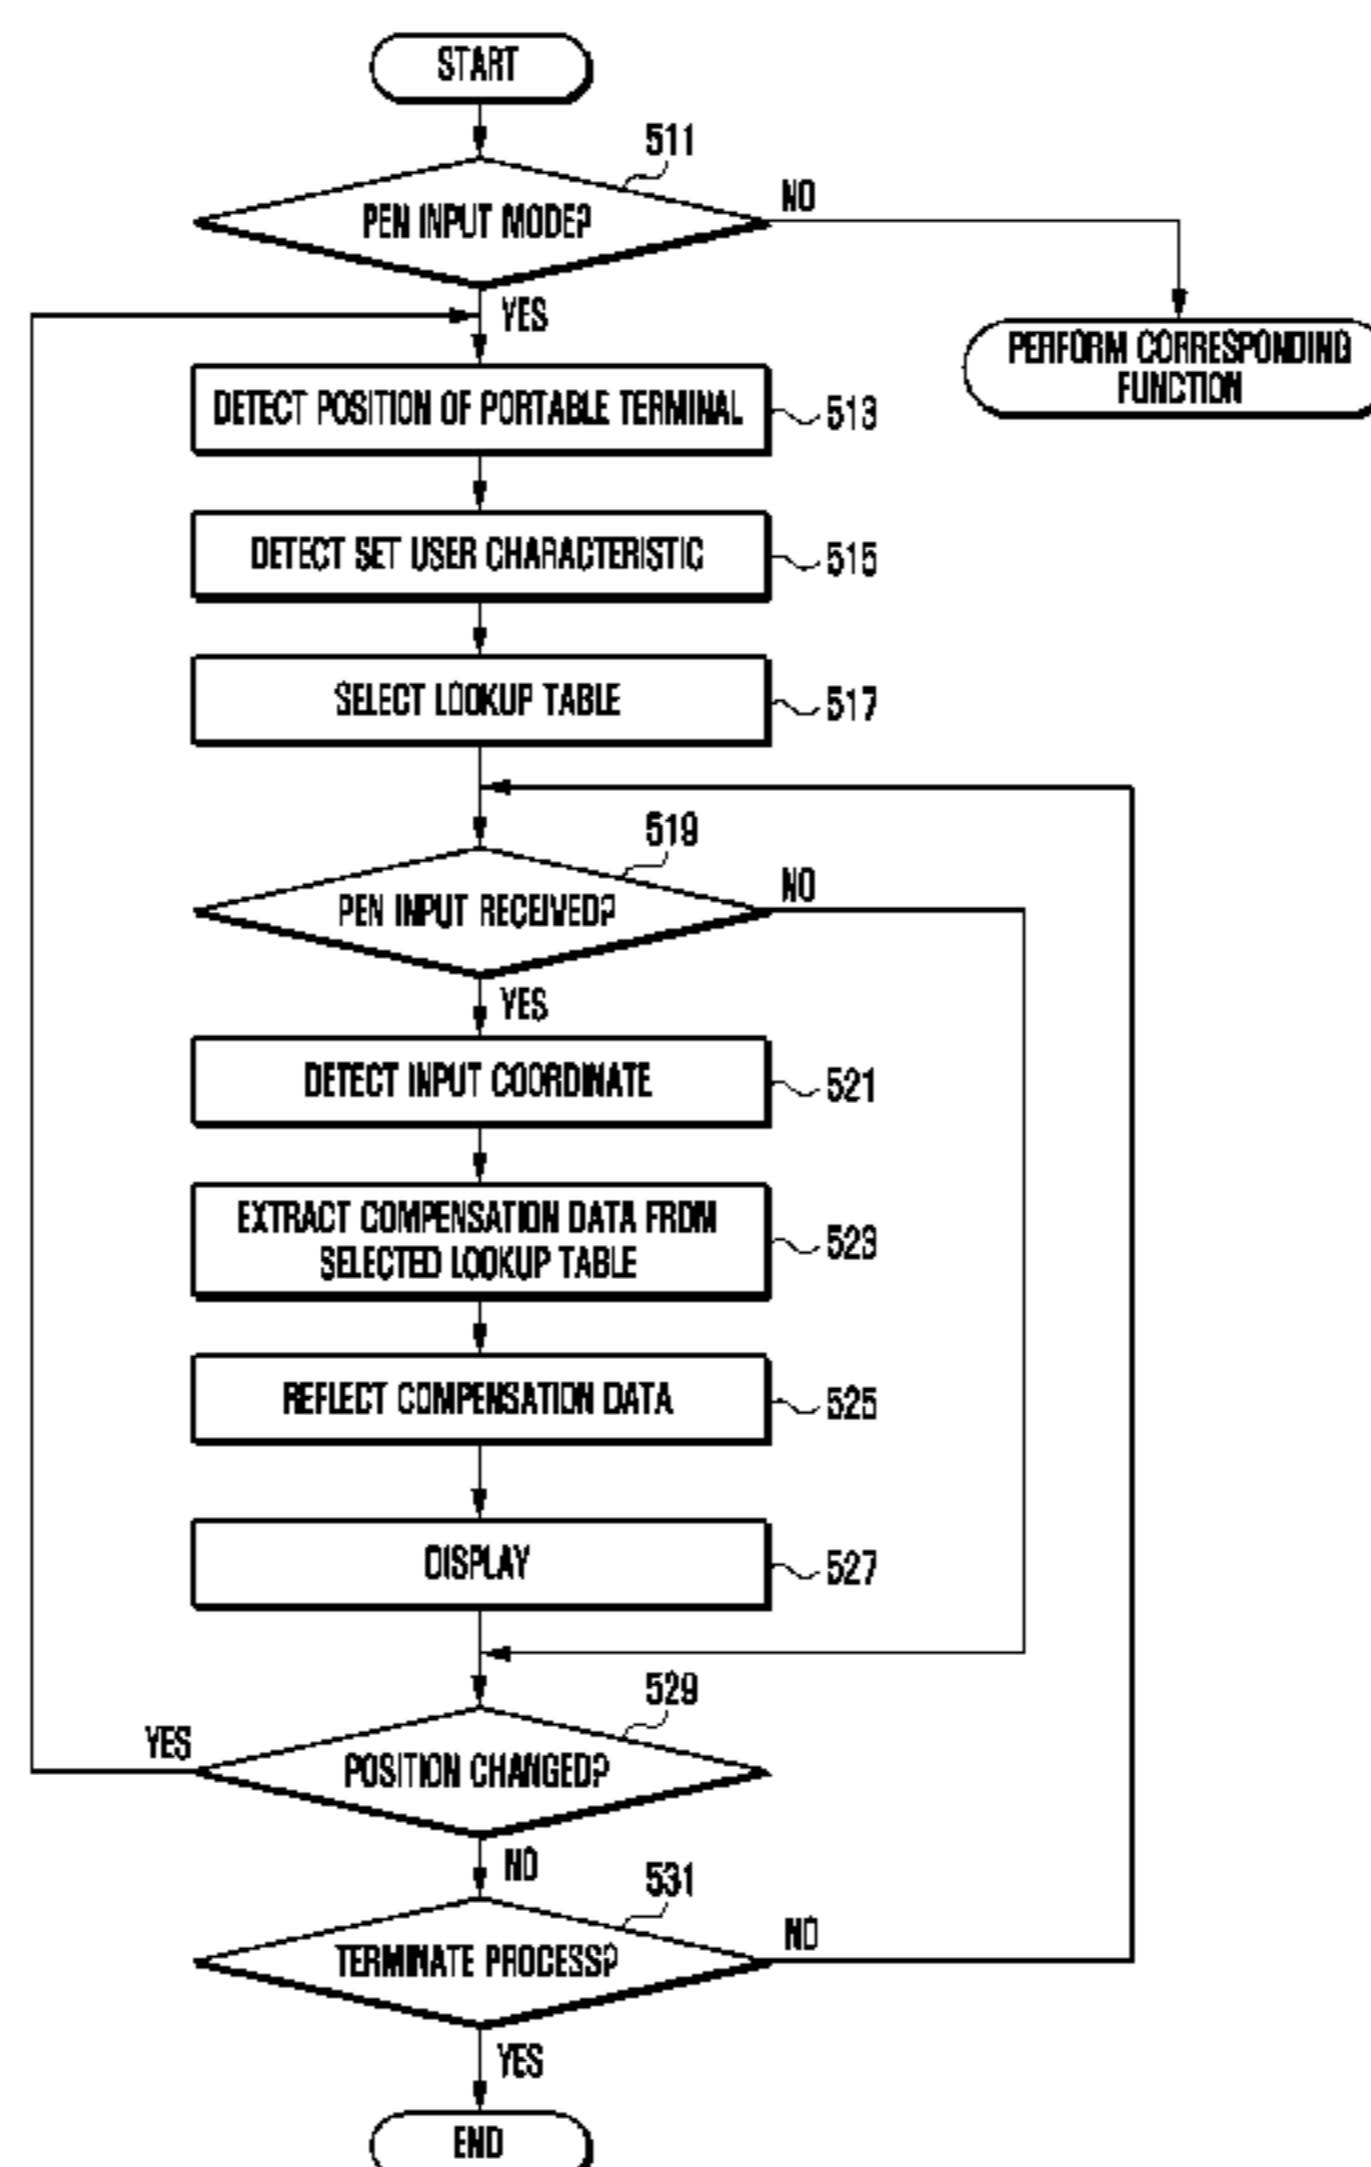 START
511
PEN INPUT MODE?
NO
YES
PERFORM CORRESPONDING
FUNCTION
DETECT POSITION OF PORTABLE TERMINAL
513
DETECT SET USER CHARACTERISTIC
515
SELECT LOOKUP TABLE
517
519
PEN INPUT RECEIVED?
NO
YES
DETECT INPUT COORDINATE
521
EXTRACT COMPENSATION DATA FROM
SELECTED LOOKUP TABLE
523
REFLECT COMPENSATION DATA
525
DISPLAY
527
529
YES
POSITION CHANGED?
NO
531
TERMINATE PROCESS?
NO
YES
END